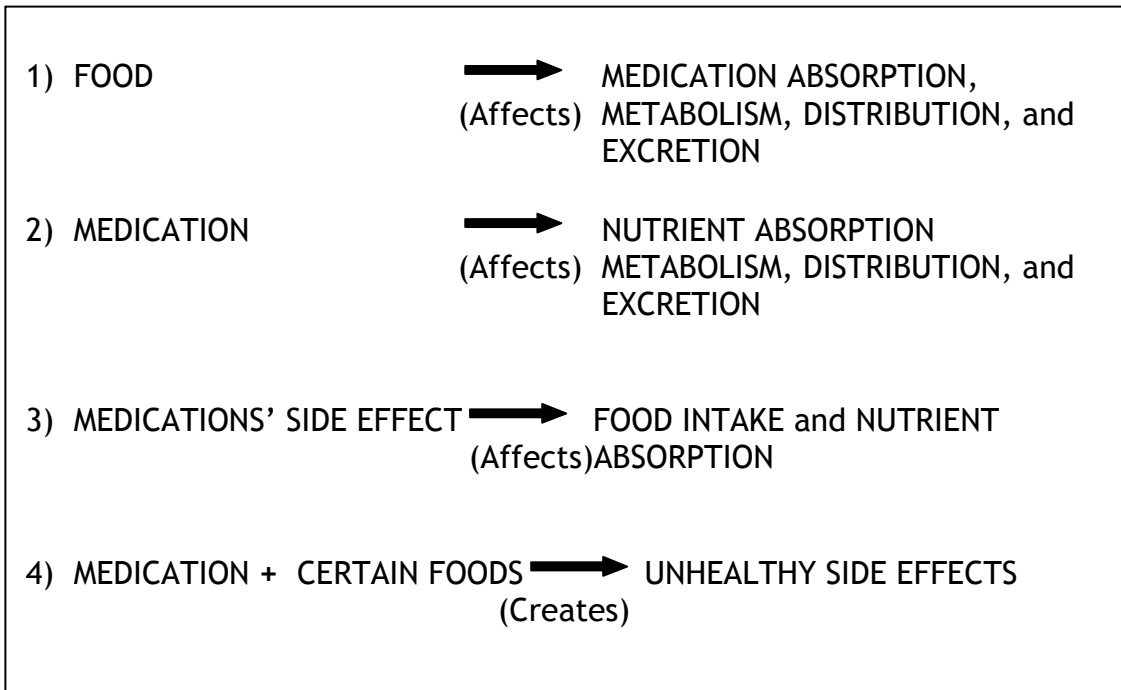 1) FOOD MEDICATION ABSORPTION,
(Affects) METABOLISM, DISTRIBUTION, and
EXCRETION
2) MEDICATION NUTRIENT ABSORPTION
(Affects) METABOLISM, DISTRIBUTION, and
EXCRETION
3) MEDICATIONS’ SIDE EFFECT FOOD INTAKE and NUTRIENT
(Affects)ABSORPTION
4) MEDICATION + CERTAIN FOODS UNHEALTHY SIDE EFFECTS
(Creates)